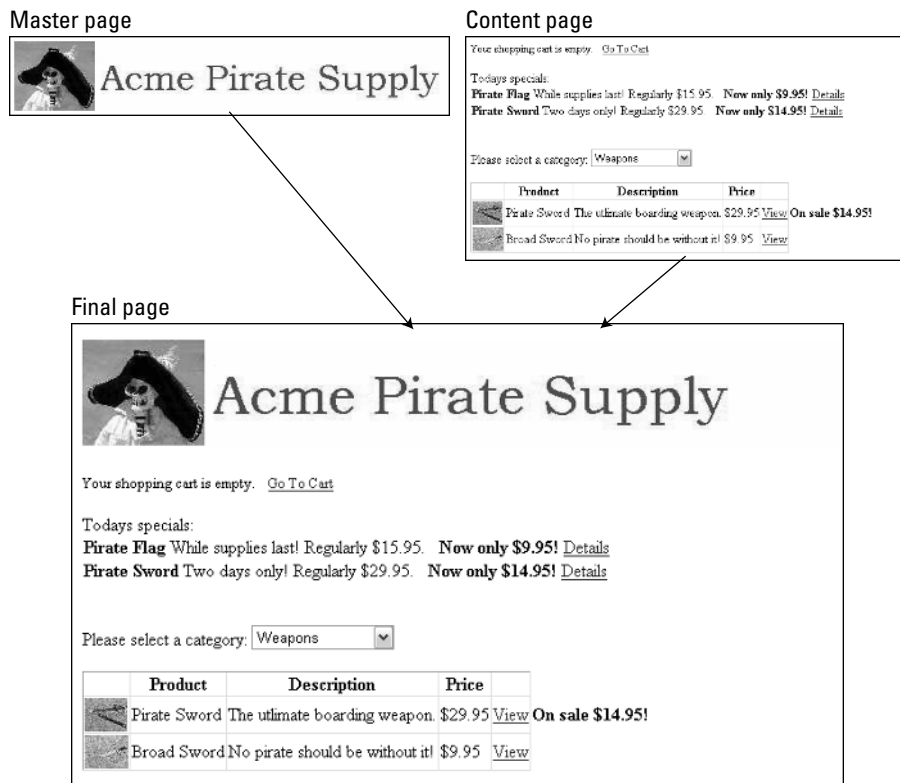 Master page
Acme Pirate Supply
Content page
Your shopping cart is empty. Go To Cart
Todays specials:
Pirate Flag While supplies last! Regularly $15.95. Now only $9.95! Details
Pirate Sword Two days only! Regularly $29.95. Now only $14.95! Details
Please select a category: Weapons
Product Description Price
Pirate Sword The utlimate boarding weapon. $29.95 View On sale $14.95!
Broad Sword No pirate should be without it! $9.95 View
Final page
Acme Pirate Supply
Your shopping cart is empty. Go To Cart
Todays specials:
Pirate Flag While supplies last! Regularly $15.95. Now only $9.95! Details
Pirate Sword Two days only! Regularly $29.95. Now only $14.95! Details
Please select a category: Weapons
Product Description Price
Pirate Sword The utlimate boarding weapon. $29.95 View On sale $14.95!
Broad Sword No pirate should be without it! $9.95 View